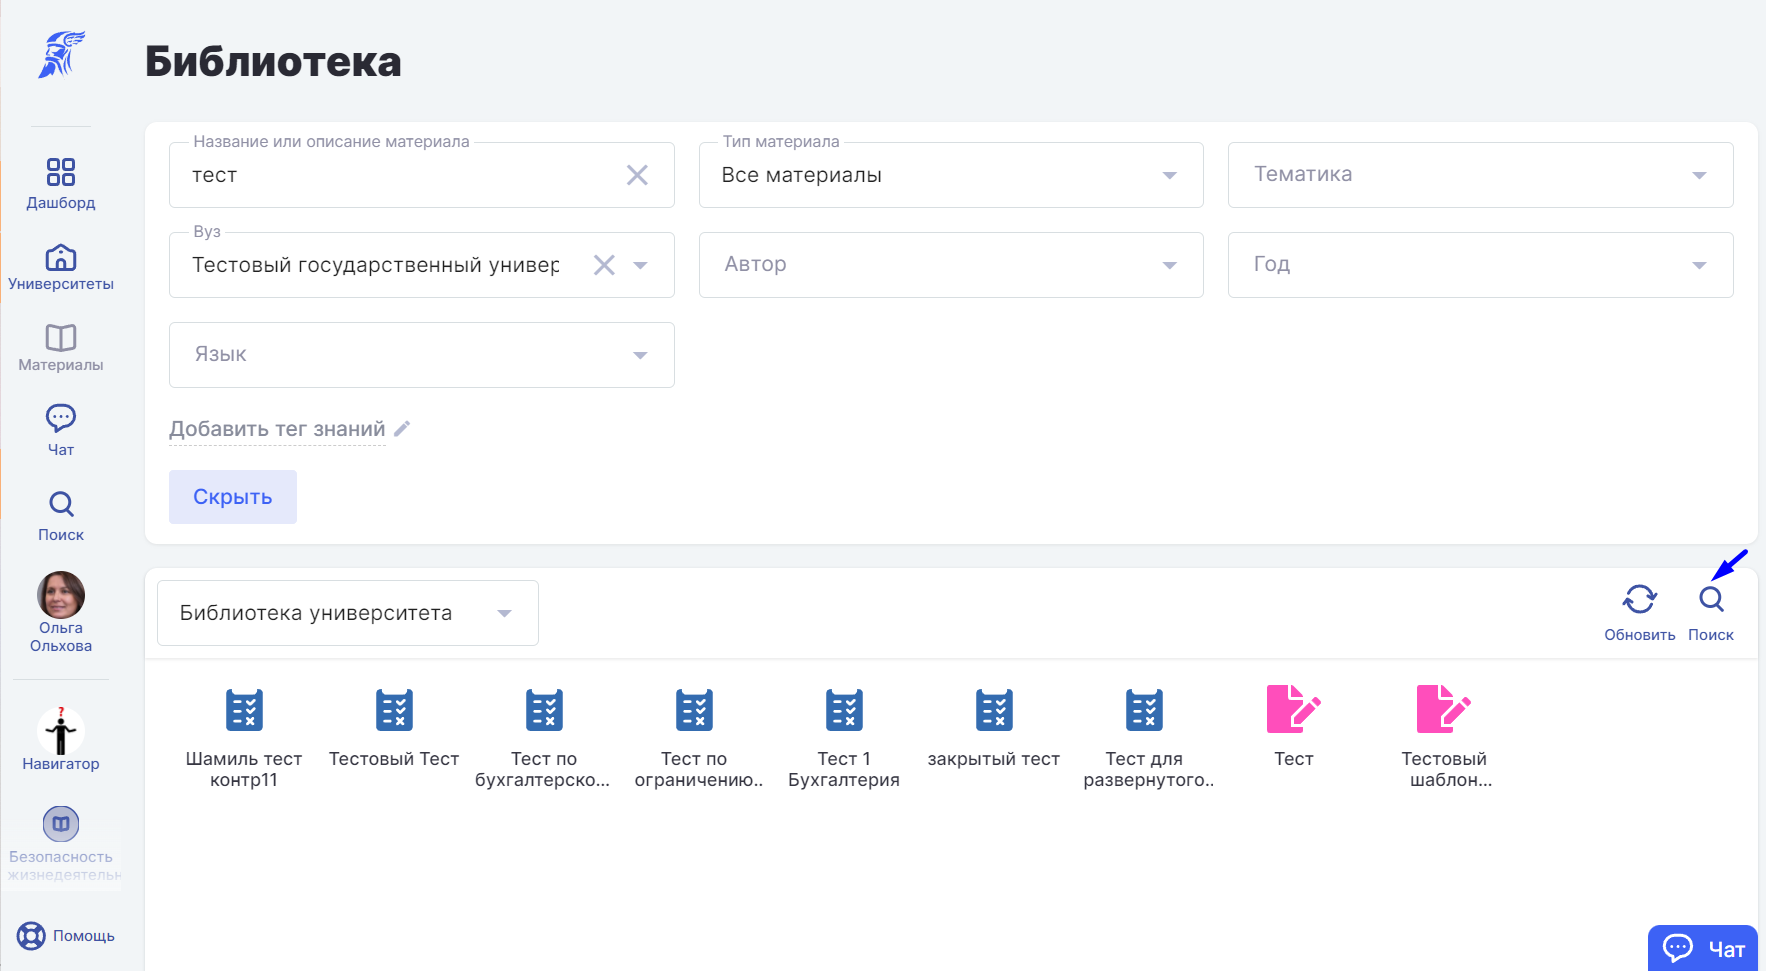 Библиотека
Название или описание материала
тест
Тип материала
Все материалы
Тематика
Вуз
Тестовый государственный универ
Автор
Год
Язык
Добавить тег знаний
Скрыть
Дашборд
Университеты
Материалы
Чат
Поиск
Ольга
Ольхова
?
Навигатор
Безопасность
жизнедеятельн
Помощь
Библиотека университета
Обновить
Поиск
Шамиль тест
контр11
Тестовый Тест
Тест по
бухгалтерско...
Тест по
ограничению..
Тест 1
Бухгалтерия
закрытый тест
Тест для
развернутого..
Тест
Тестовый
шаблон...
Чат